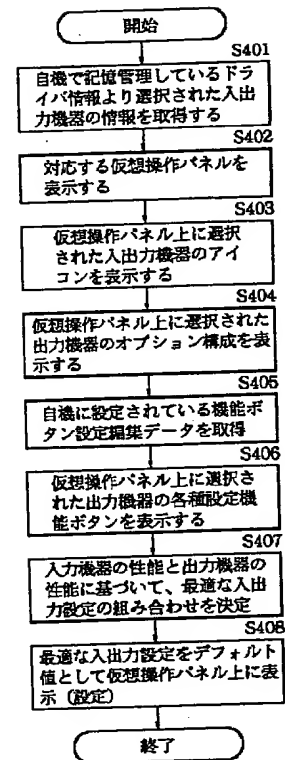 開始
S401
自機で記憶管理しているドラ
イバ情報より選択された入出
力機器の情報を取得する
S402
対応する仮想操作パネルを
表示する
S403
仮想操作パネル上に選択
された入出力機器のアイ
コンを表示する
S404
仮想操作パネル上に選択された
出力機器のオプション構成を表
示する
S405
自機に設定されている機能ボ
タン設定編集データを取得
S406
仮想操作パネル上に選択さ
れた出力機器の各種設定機
能ボタンを表示する
S407
入力機器の性能と出力機器の
性能に基づいて、最適な入出
力設定の組み合わせを決定
S408
最適な入出力設定をデフォルト
値として仮想操作パネル上に表
示(設定)
終了